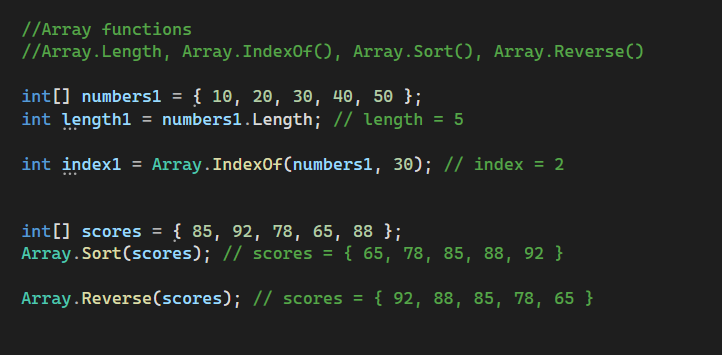 //Array functions
//Array.Length, Array.IndexOf(), Array.Sort(), Array.Reverse()
int[] numbers1 = { 10, 20, 30, 40, 50 };
int length1 = numbers1.Length; // length = 5
int index1 = Array.IndexOf(numbers1, 30); // index = 2
int[] scores = { 85, 92, 78, 65, 88 };
Array.Sort(scores); // scores = { 65, 78, 85, 88, 92 }
Array.Reverse(scores); // scores = { 92, 88, 85, 78, 65 }